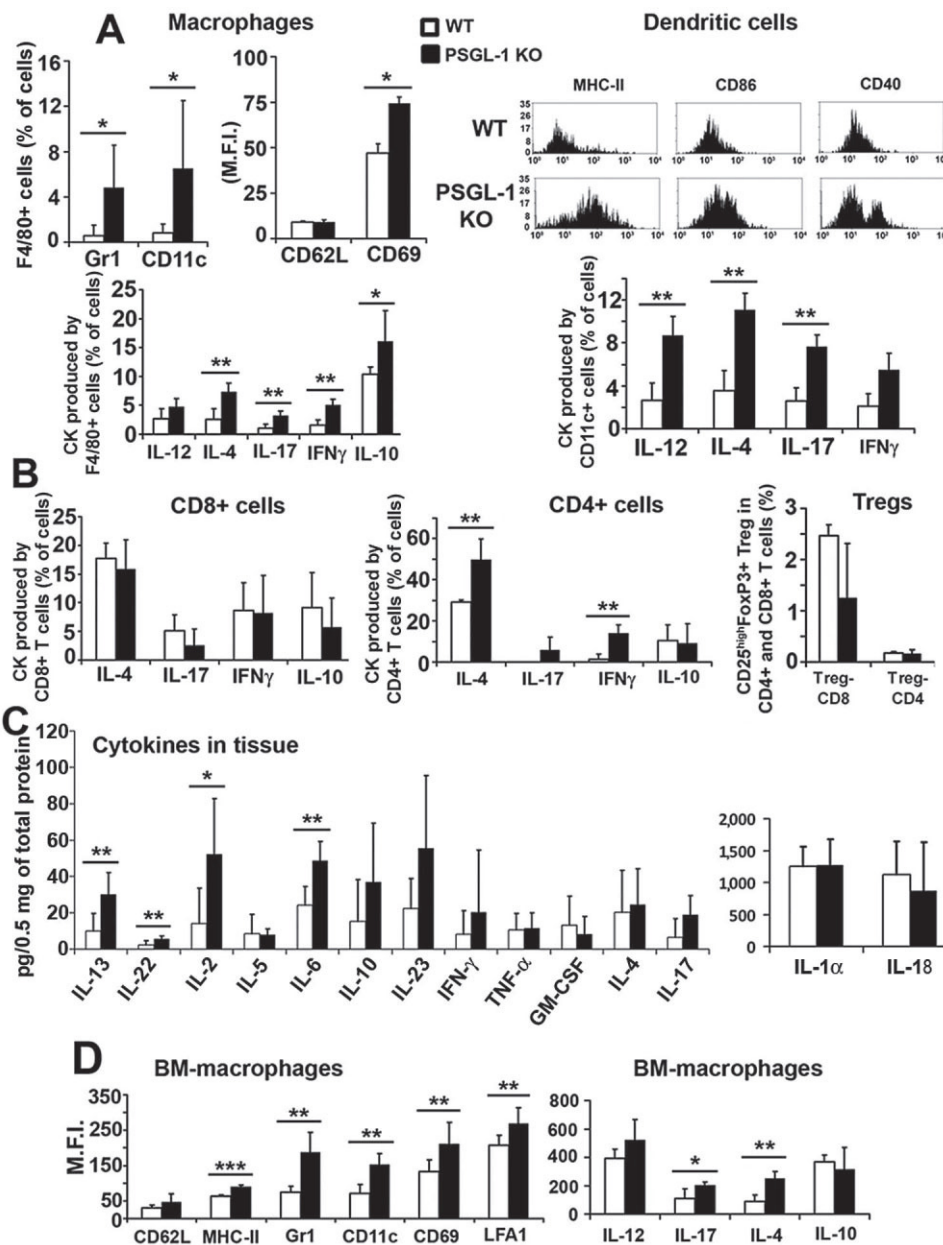 A
Macrophages
WT
PSGL-1 KO
Dendritic cells
F4/80+ cells (% of cells)
16
12
8
4
0
*
*
Gr1
CD11c
(M.F.I.)
100
75
50
25
0
*
CD62L
CD69
MHC-II
CD86
CD40
WT
PSGL-1
KO
CK produced by
F4/80+ cells (% of cells)
25
20
15
10
5
0
**
**
**
*
IL-12
IL-4
IL-17
IFNγ
IL-10
CK produced by
CD11c+ cells (% of cells)
12
8
4
0
**
**
**
IL-12
IL-4
IL-17
IFNγ
B
CD8+ cells
CK produced by
CD8+ T cells (% of cells)
25
20
15
10
5
0
IL-4
IL-17
IFNγ
IL-10
CD4+ cells
CK produced by
CD4+ T cells (% of cells)
60
40
20
0
**
**
IL-4
IL-17
IFNγ
IL-10
Tregs
CD25highFoxP3+ Treg in
CD4+ and CD8+ T cells (%)
3
2
1
0
Treg-
CD8
Treg-
CD4
C
Cytokines in tissue
pg/0.5 mg of total protein
120
100
80
60
40
20
0
**
**
*
**
IL-13
IL-22
IL-2
IL-5
IL-6
IL-10
IL-23
IFN-γ
TNF-α
GM-CSF
IL-4
IL-17
2,000
1,500
1,000
500
0
IL-1α
IL-18
D
BM-macrophages
M.F.I.
350
250
150
50
0
***
**
**
**
**
CD62L
MHC-II
Gr1
CD11c
CD69
LFA1
BM-macrophages
800
600
400
200
0
*
**
IL-12
IL-17
IL-4
IL-10